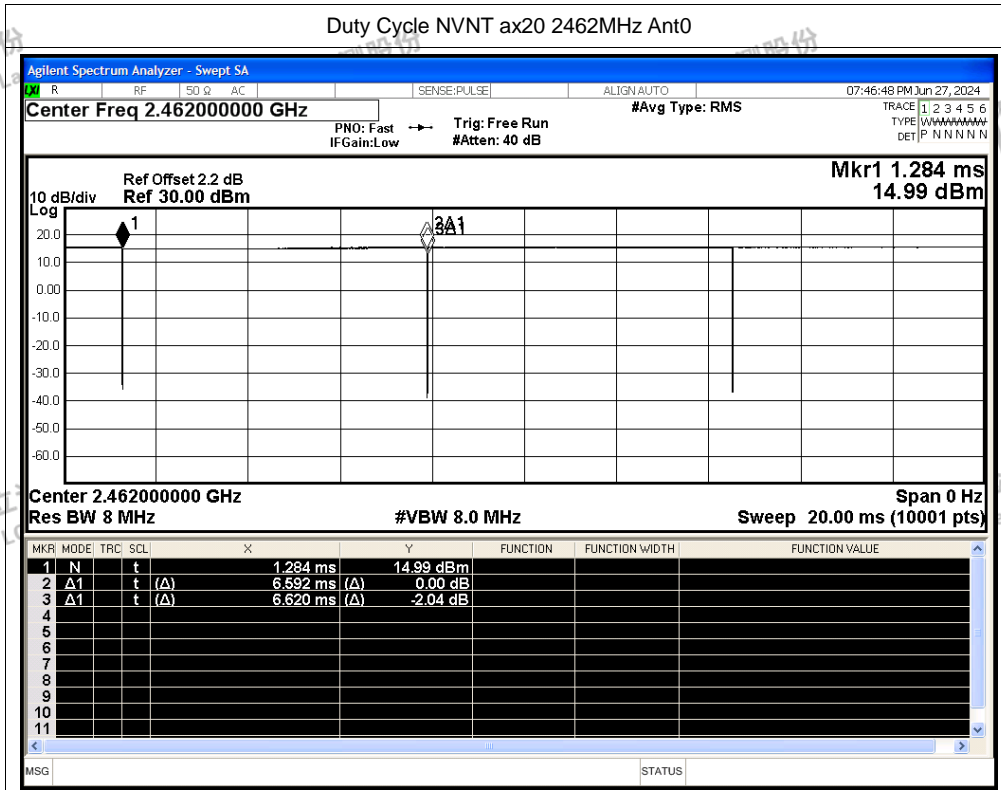 Duty Cycle NVNT ax20 2462MHz Ant0
Agilent Spectrum Analyzer - Swept SA
LXI R RF 50 Ω AC SENSE:PULSE ALIGN AUTO 07:46:48 PM Jun 27, 2024
Center Freq 2.462000000 GHz #Avg Type: RMS TRACE 1 2 3 4 5 6
PNO: Fast Trig: Free Run TYPE WWWWWW
IFGain:Low #Atten: 40 dB DET P N N N N N
Mkr1 1.284 ms
Ref Offset 2.2 dB
10 dB/div Ref 30.00 dBm 14.99 dBm
Log
1
20.0
10.0
0.00
-10.0
-20.0
-30.0
-40.0
-50.0
-60.0
Center 2.462000000 GHz Span 0 Hz
Res BW 8 MHz #VBW 8.0 MHz Sweep 20.00 ms (10001 pts)
MKR MODE TRC SCL X Y FUNCTION FUNCTION WIDTH FUNCTION VALUE
1 N t 1.284 ms 14.99 dBm
2 Δ1 t (Δ) 6.592 ms (Δ) 0.00 dB
3 Δ1 t (Δ) 6.620 ms (Δ) -2.04 dB
4
5
6
7
8
9
10
11
MSG STATUS